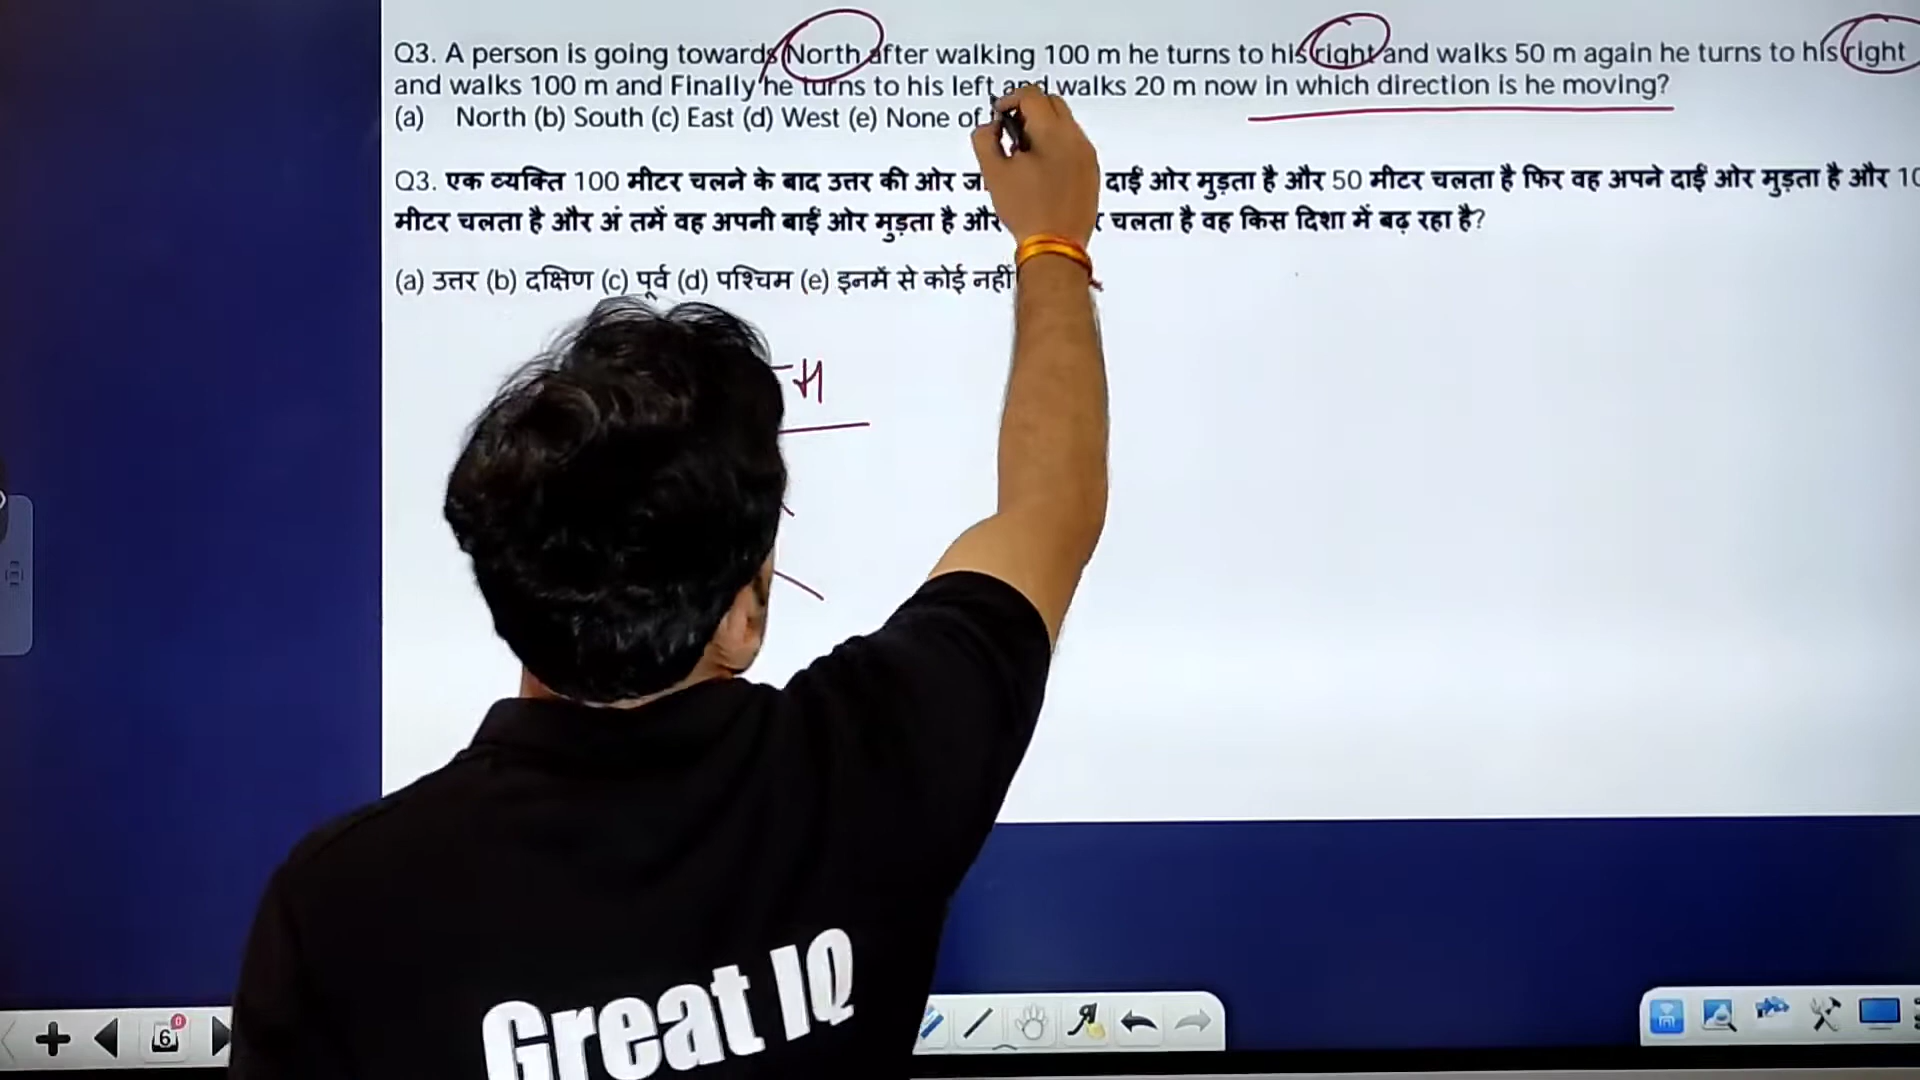 Q3. A person is going towards North after walking 100 m he turns to his right and walks 50 m again he turns to his right
and walks 100 m and Finally he turns to his left and walks 20 m now in which direction is he moving?
(a) North (b) South (c) East (d) West (e) None of
Q3. एक व्यक्ति 100 मीटर चलने के बाद उत्तर की ओर दाईं ओर मुड़ता है और 50 मीटर चलता है फिर वह अपने दाईं ओर मुड़ता है और
मीटर चलता है और अं तमें वह अपनी बाईं ओर मुड़ता है और चलता है वह किस दिशा में बढ़ रहा है?
(a) उत्तर (b) दक्षिण (c) पूर्व (d) पश्चिम (e) इनमें से कोई नहीं
Great IQ
6
0